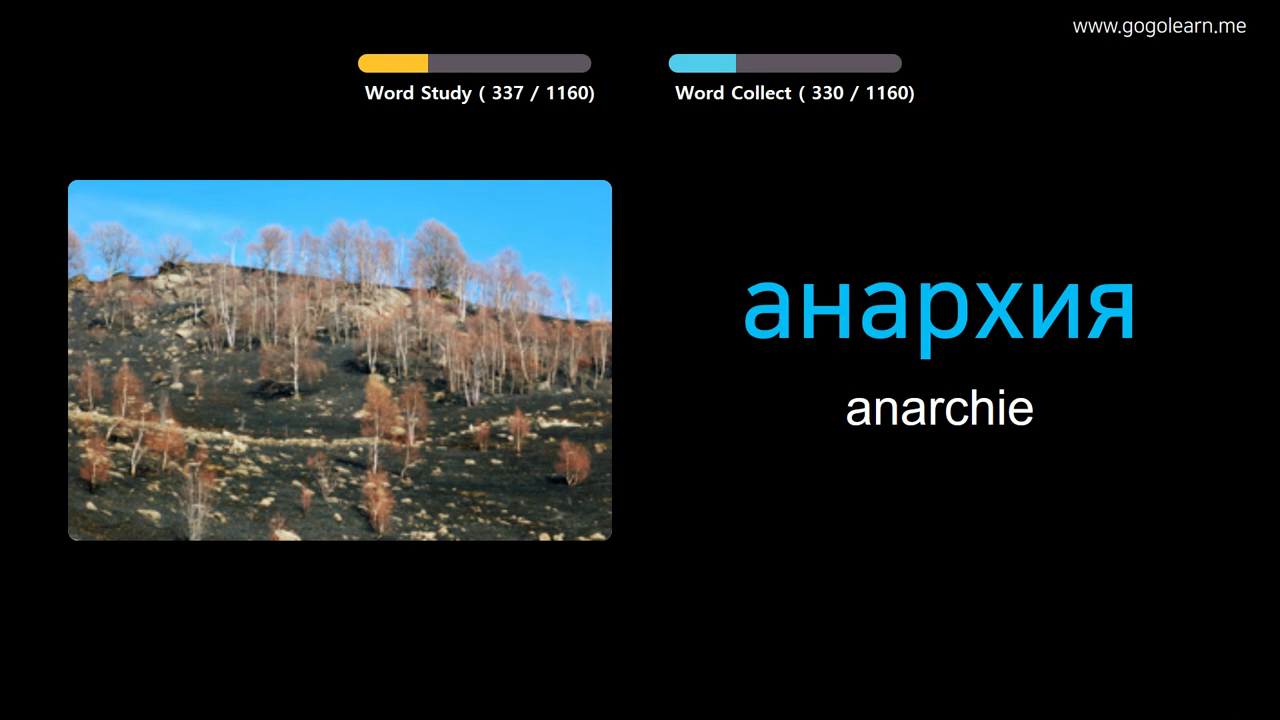 www.gogolearn.me
Word Study ( 337 / 1160)
Word Collect ( 330 / 1160)
анархия
anarchie